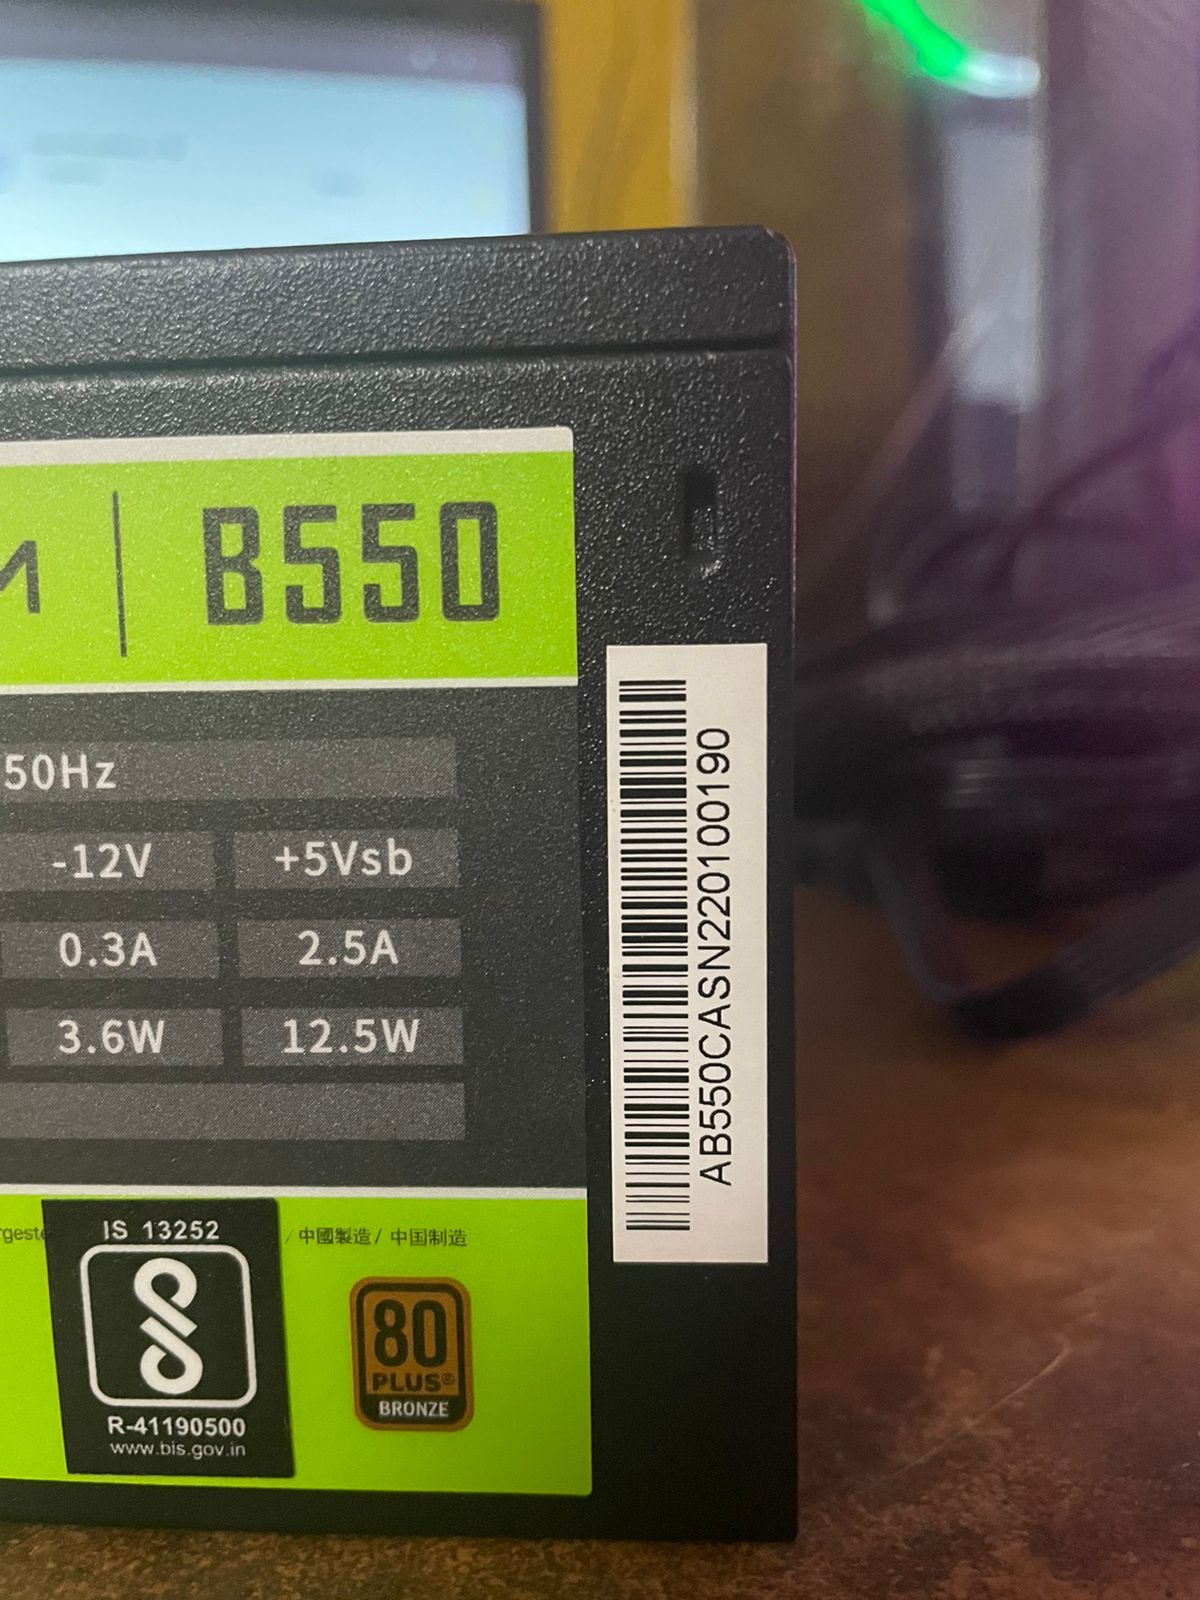 B550
50Hz
-12V +5Vsb
0.3A 2.5A
3.6W 12.5W
/ 中國製造 / 中国制造
IS 13252
R-41190500
www.bis.gov.in
80
PLUS®
BRONZE
AB550CASN220100190